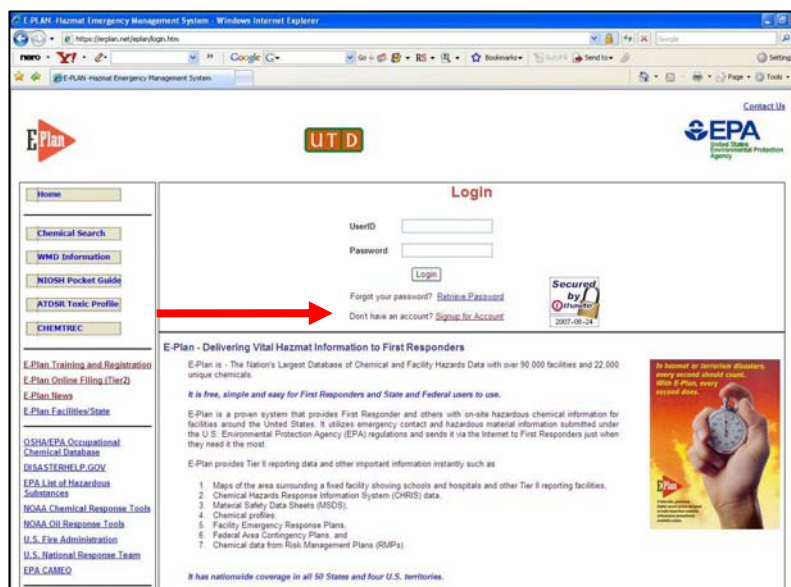 E-PLAN -Hazmat Emergency Management System - Windows Internet Explorer
https://erplan.net/eplan/login.htm
Google
nero
Y!
Google
G
Go
RS
Bookmarks
AutoFill
Send to
Setting
E-PLAN -Hazmat Emergency Management System
Page
Tools
Contact Us
E Plan
UTD
EPA
United States
Environmental Protection
Agency
Home
Chemical Search
WMD Information
NIOSH Pocket Guide
ATDSR Toxic Profile
CHEMTREC
E-Plan Training and Registration
E-Plan Online Filing (Tier2)
E-Plan News
E-Plan Facilities/State
OSHA/EPA Occupational
Chemical Database
DISASTERHELP.GOV
EPA List of Hazardous
Substances
NOAA Chemical Response Tools
NOAA Oil Response Tools
U.S. Fire Administration
U.S. National Response Team
EPA CAMEO
Login
UserID
Password
Login
Forgot your password? Retrieve Password
Don't have an account? Signup for Account
Secured
by
thawte
2007-08-24
E-Plan - Delivering Vital Hazmat Information to First Responders
E-Plan is - The Nation's Largest Database of Chemical and Facility Hazards Data with over 90,000 facilities and 22,000
unique chemicals.
It is free, simple and easy for First Responders and State and Federal users to use.
E-Plan is a proven system that provides First Responder and others with on-site hazardous chemical information for
facilities around the United States. It utilizes emergency contact and hazardous material information submitted under
the U.S. Environmental Protection Agency (EPA) regulations and sends it via the Internet to First Responders just when
they need it the most.
E-Plan provides Tier II reporting data and other important information instantly such as
1. Maps of the area surrounding a fixed facility showing schools and hospitals and other Tier II reporting facilities,
2. Chemical Hazards Response Information System (CHRIS) data,
3. Material Safety Data Sheets (MSDS),
4. Chemical profiles,
5. Facility Emergency Response Plans,
6. Federal Area Contingency Plans, and
7. Chemical data from Risk Management Plans (RMPs)
It has nationwide coverage in all 50 States and four U.S. territories.
In hazmat or terrorism disasters,
every second should count.
With E-Plan, every
second does.
E Plan